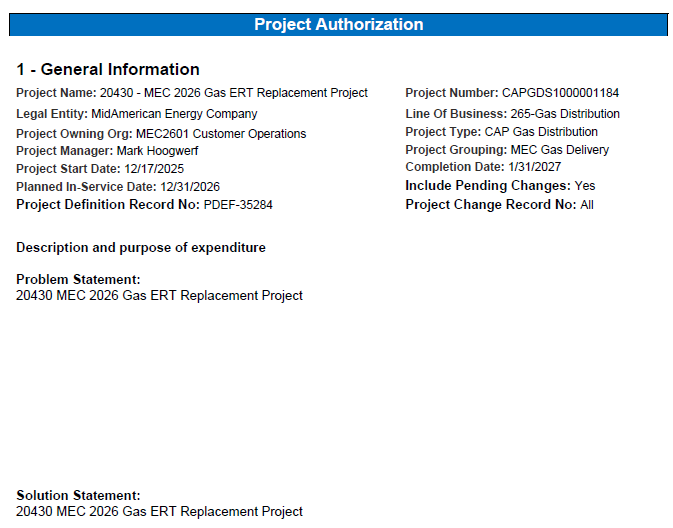 Project Authorization
1 - General Information
Project Name: 20430 - MEC 2026 Gas ERT Replacement Project
Project Number: CAPGDS1000001184
Legal Entity: MidAmerican Energy Company
Line Of Business: 265-Gas Distribution
Project Owning Org: MEC2601 Customer Operations
Project Type: CAP Gas Distribution
Project Manager: Mark Hoogwerf
Project Grouping: MEC Gas Delivery
Project Start Date: 12/17/2025
Completion Date: 1/31/2027
Planned In-Service Date: 12/31/2026
Include Pending Changes: Yes
Project Definition Record No: PDEF-35284
Project Change Record No: All
Description and purpose of expenditure
Problem Statement:
20430 MEC 2026 Gas ERT Replacement Project
Solution Statement:
20430 MEC 2026 Gas ERT Replacement Project